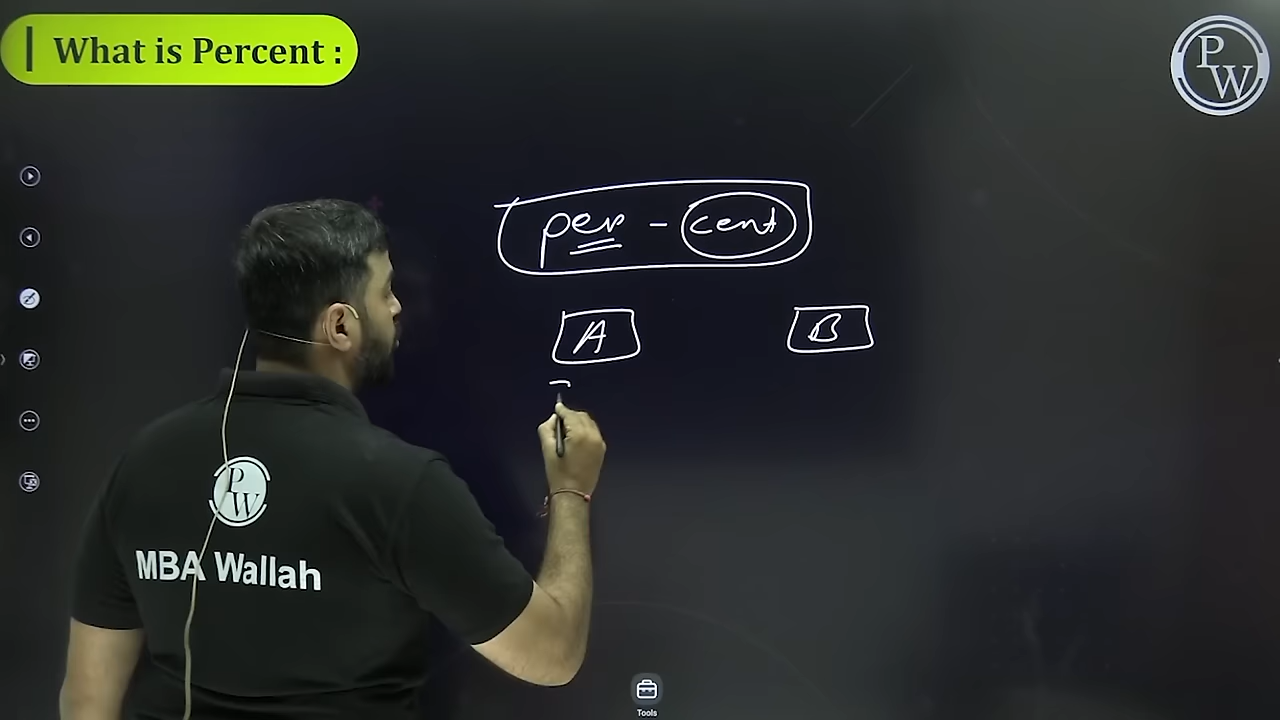 What is Percent :
P
W
per - cent
A B
P
W
MBA Wallah
Tools